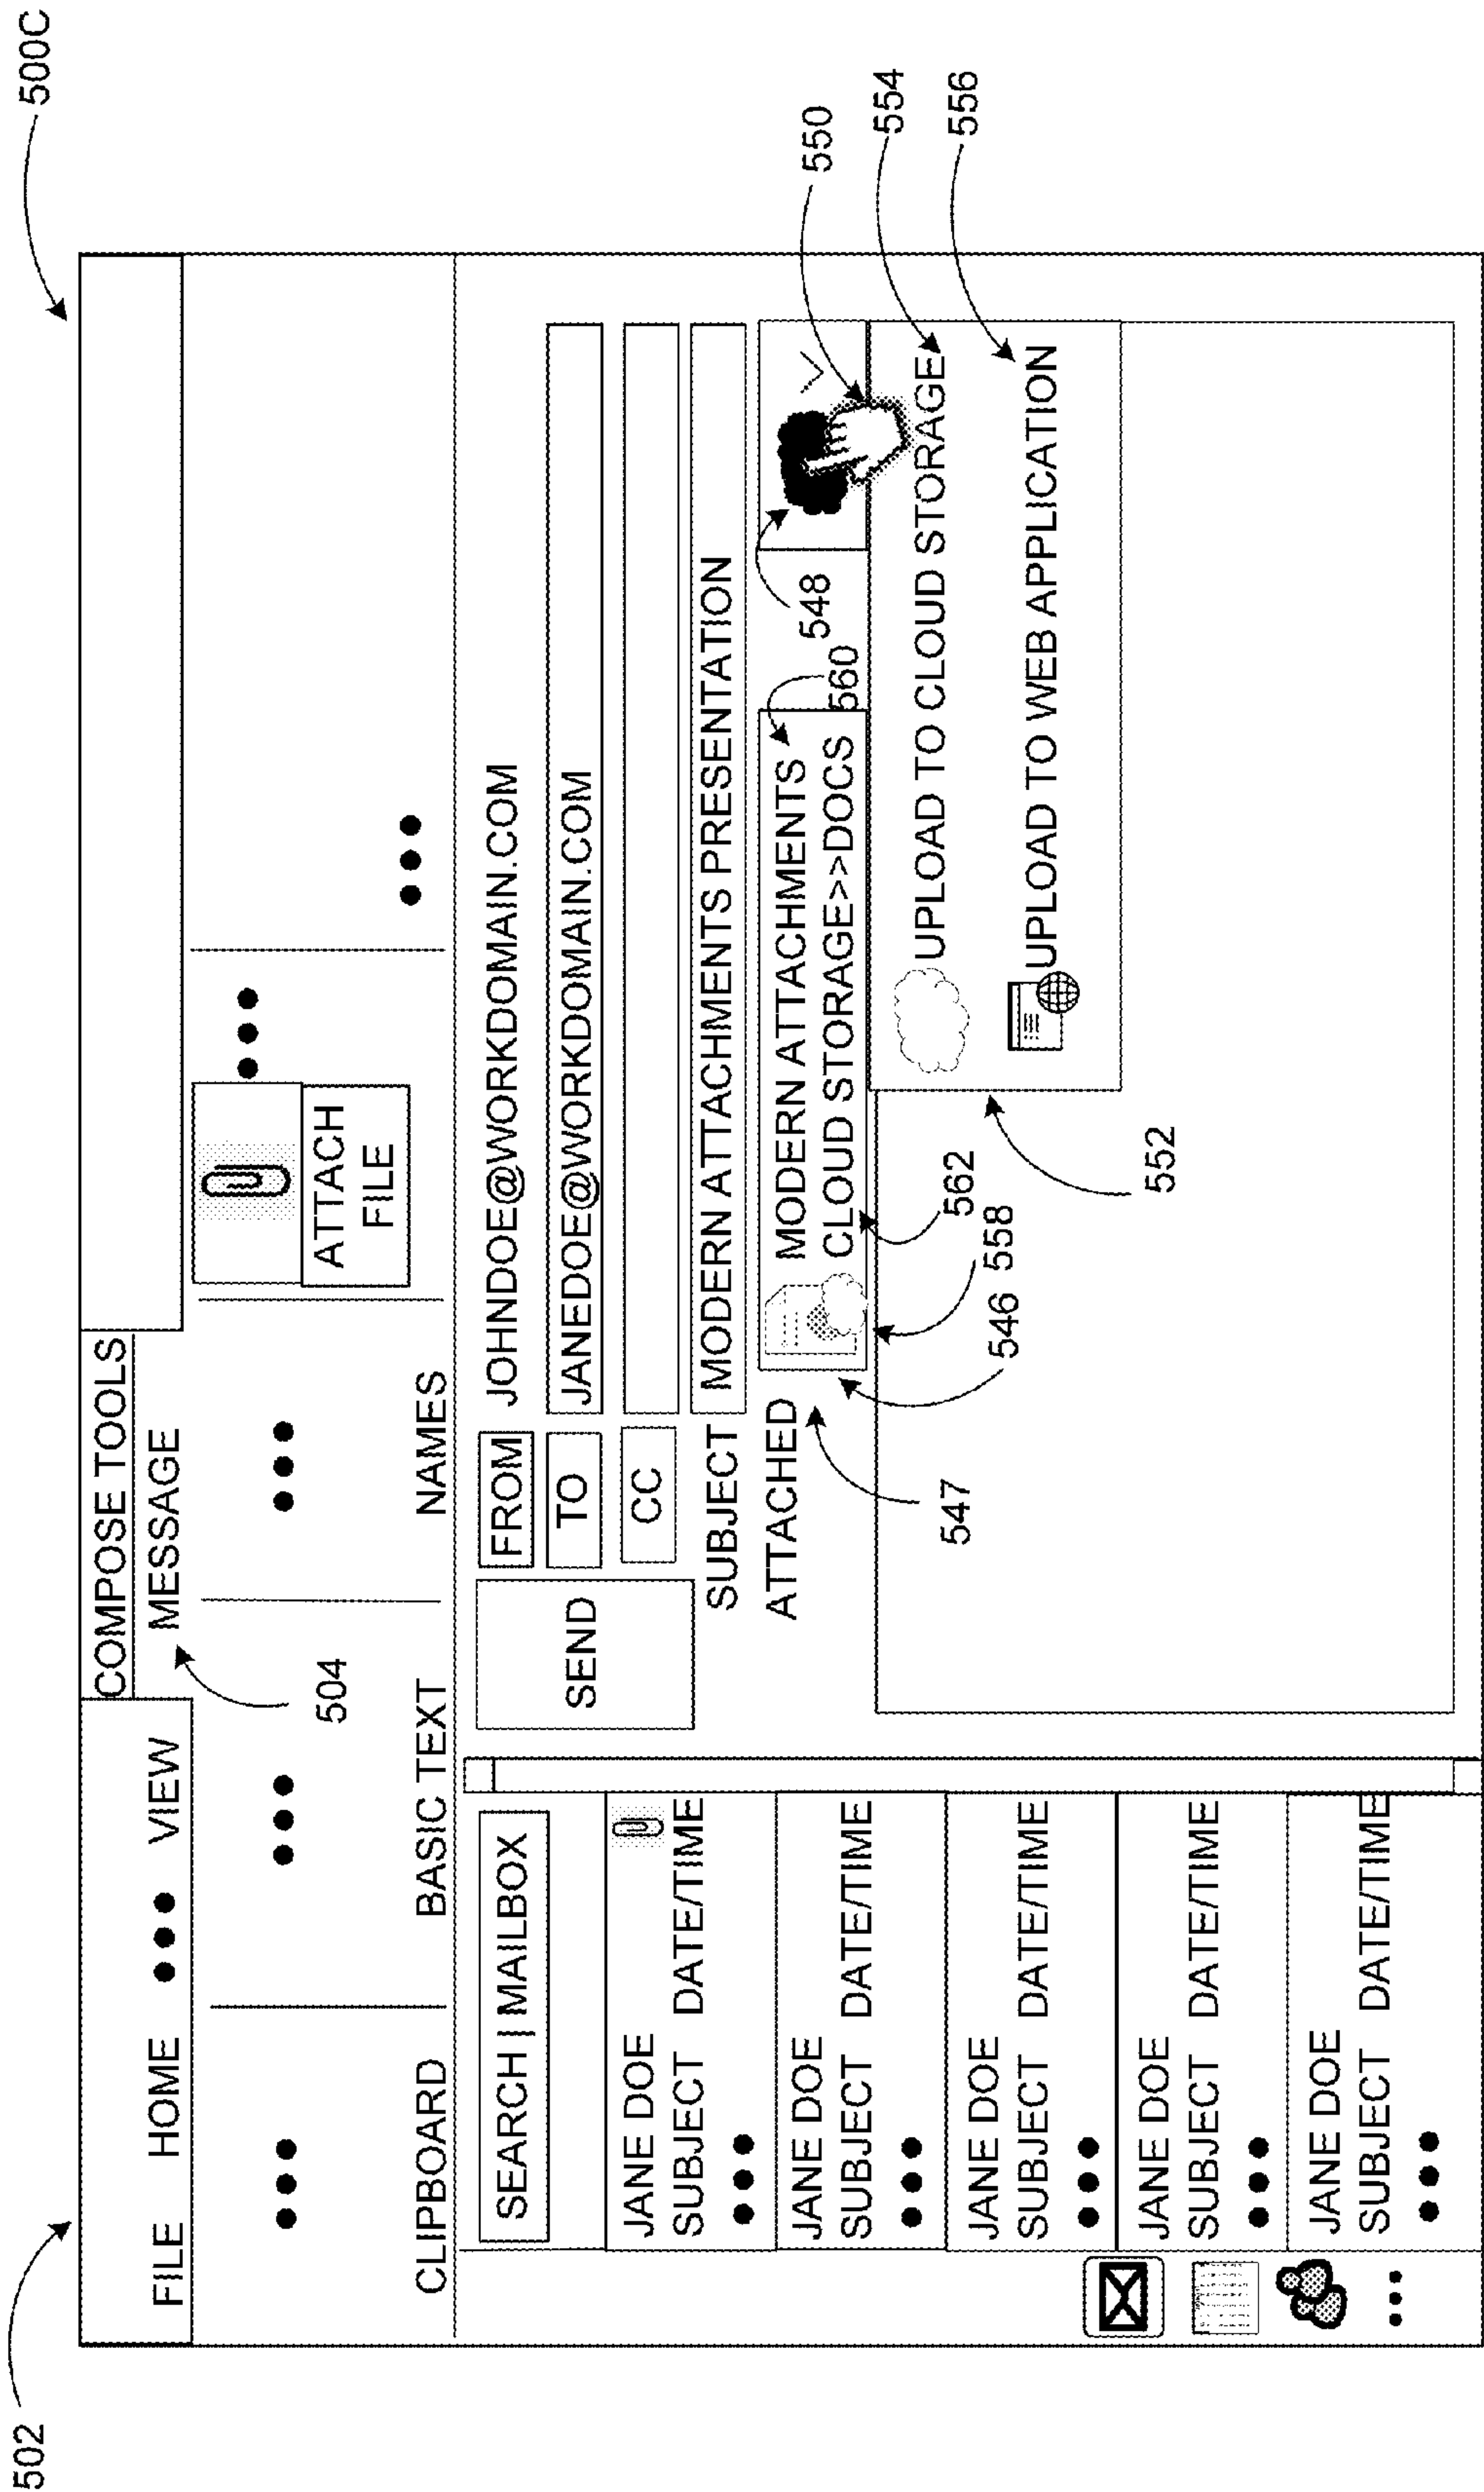 500C
502
COMPOSE TOOLS
FILE HOME ••• VIEW MESSAGE
504
•••
•••
•••
ATTACH
FILE
•••
•••
CLIPBOARD
BASIC TEXT
NAMES
SEARCH | MAILBOX
JANE DOE
SUBJECT DATE/TIME
•••
JANE DOE
SUBJECT DATE/TIME
•••
JANE DOE
SUBJECT DATE/TIME
•••
JANE DOE
SUBJECT DATE/TIME
•••
JANE DOE
SUBJECT DATE/TIME
•••
•••
SEND
FROM JOHNDOE@WORKDOMAIN.COM
TO JANEDOE@WORKDOMAIN.COM
CC
SUBJECT MODERN ATTACHMENTS PRESENTATION
ATTACHED
MODERN ATTACHMENTS
CLOUD STORAGE>>DOCS
560
548
550
554
556
UPLOAD TO CLOUD STORAGE
UPLOAD TO WEB APPLICATION
547
546
558
562
552